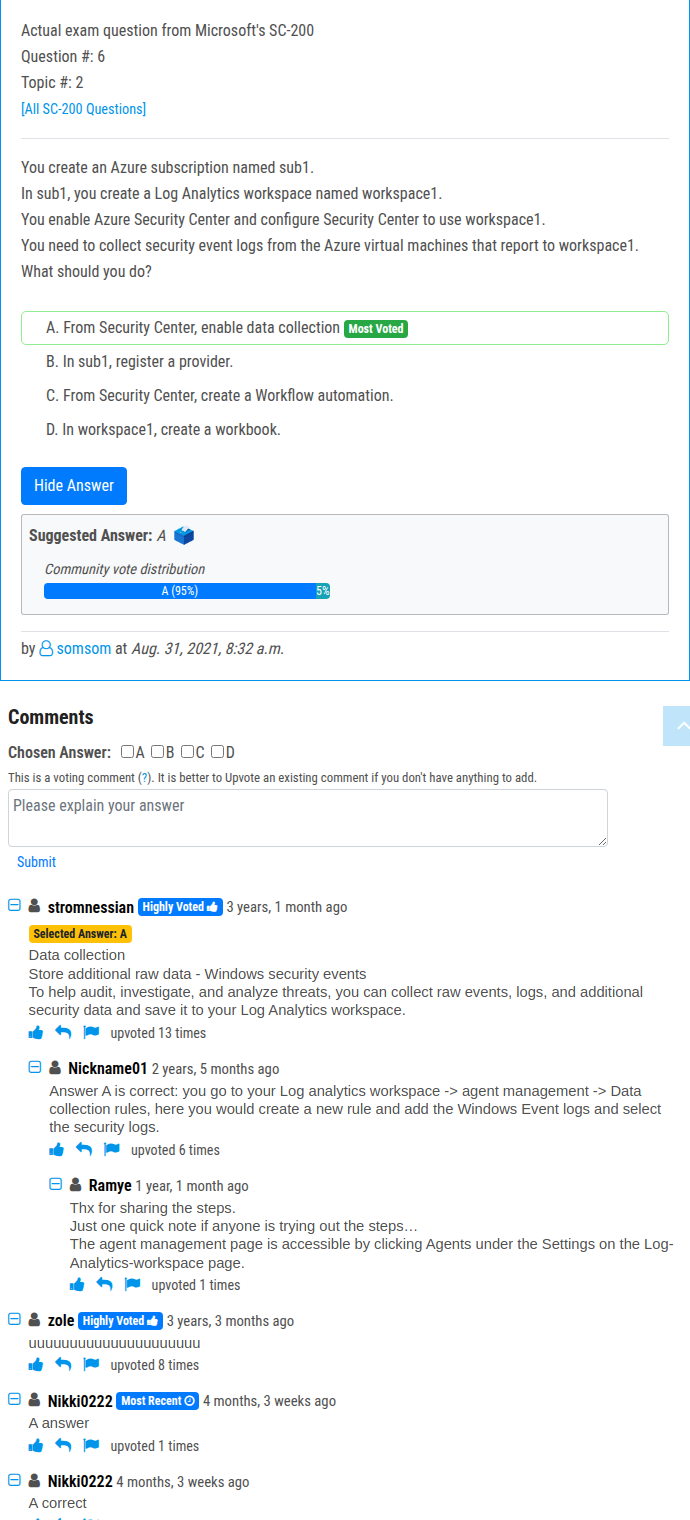 Actual exam question from Microsoft's SC-200
Question #: 6
Topic #: 2
[All SC-200 Questions]
You create an Azure subscription named sub1.
In sub1, you create a Log Analytics workspace named workspace1.
You enable Azure Security Center and configure Security Center to use workspace1.
You need to collect security event logs from the Azure virtual machines that report to workspace1.
What should you do?
A. From Security Center, enable data collection Most Voted
B. In sub1, register a provider.
C. From Security Center, create a Workflow automation.
D. In workspace1, create a workbook.
Hide Answer
Suggested Answer: A
Community vote distribution
A (95%) 5%
by somsom at Aug. 31, 2021, 8:32 a.m.
Comments
Chosen Answer: A B C D
This is a voting comment (?). It is better to Upvote an existing comment if you don't have anything to add.
Please explain your answer
Submit
stromnessian Highly Voted 3 years, 1 month ago
Selected Answer: A
Data collection
Store additional raw data - Windows security events
To help audit, investigate, and analyze threats, you can collect raw events, logs, and additional
security data and save it to your Log Analytics workspace.
upvoted 13 times
Nickname01 2 years, 5 months ago
Answer A is correct: you go to your Log analytics workspace -> agent management -> Data
collection rules, here you would create a new rule and add the Windows Event logs and select
the security logs.
upvoted 6 times
Ramye 1 year, 1 month ago
Thx for sharing the steps.
Just one quick note if anyone is trying out the steps…
The agent management page is accessible by clicking Agents under the Settings on the Log-
Analytics-workspace page.
upvoted 1 times
zole Highly Voted 3 years, 3 months ago
upvoted 8 times
Nikki0222 Most Recent 4 months, 3 weeks ago
A answer
upvoted 1 times
Nikki0222 4 months, 3 weeks ago
A correct